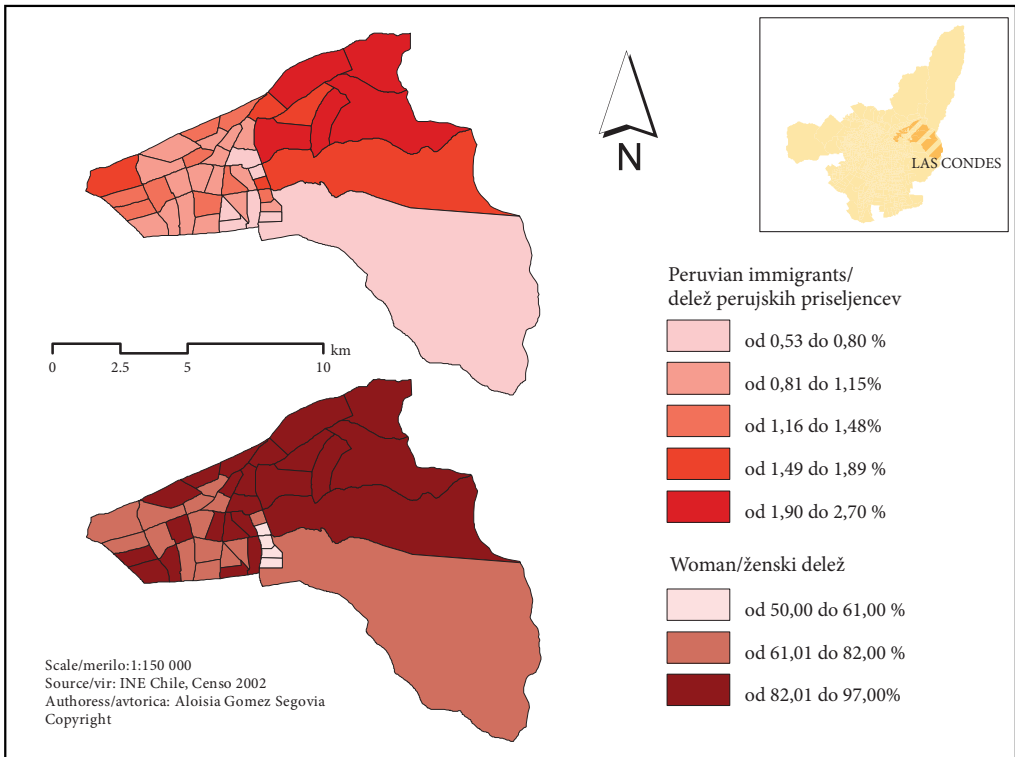 N
LAS CONDES
Peruvian immigrants/
delež perujskih priseljencev
od 0,53 do 0,80 %
od 0,81 do 1,15%
od 1,16 do 1,48%
od 1,49 do 1,89 %
od 1,90 do 2,70 %
km
0 2.5 5 10
Woman/ženski delež
od 50,00 do 61,00 %
od 61,01 do 82,00 %
od 82,01 do 97,00%
Scale/merilo:1:150 000
Source/vir: INE Chile, Censo 2002
Authoress/avtorica: Aloisia Gomez Segovia
Copyright